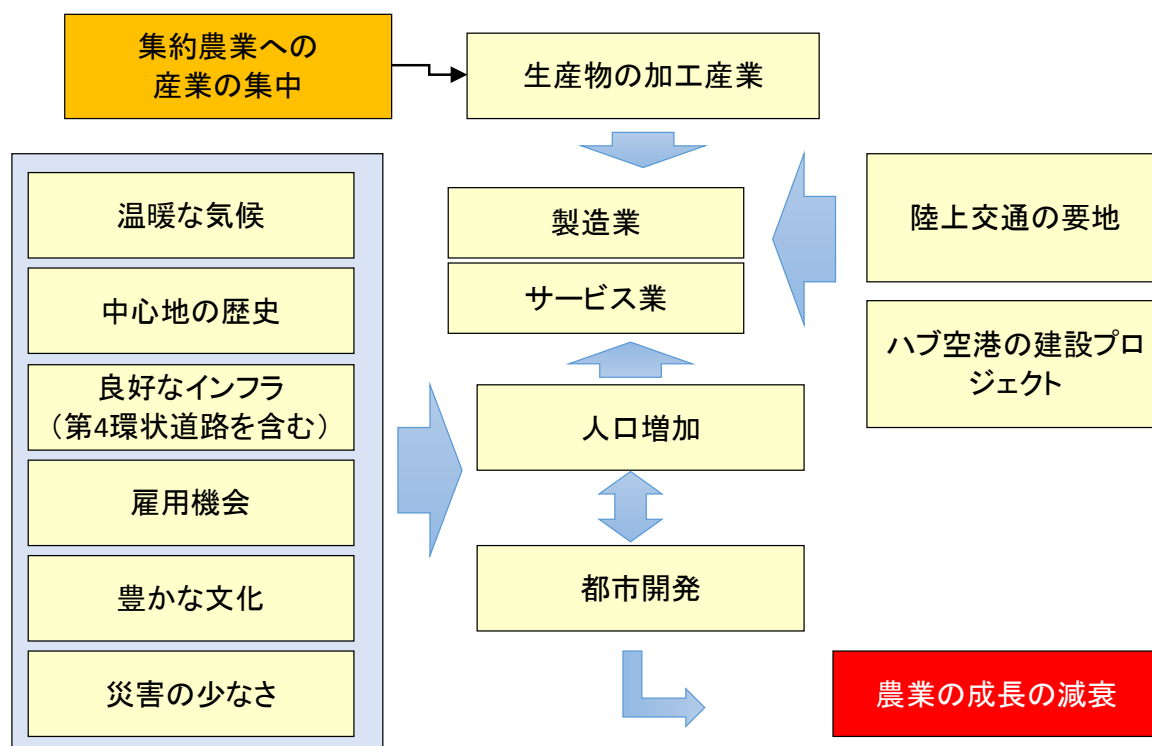 集約農業への
産業の集中
生産物の加工産業
温暖な気候
中心地の歴史
良好なインフラ
（第4環状道路を含む）
雇用機会
豊かな文化
災害の少なさ
製造業
サービス業
人口増加
都市開発
陸上交通の要地
ハブ空港の建設プロ
ジェクト
農業の成長の減衰